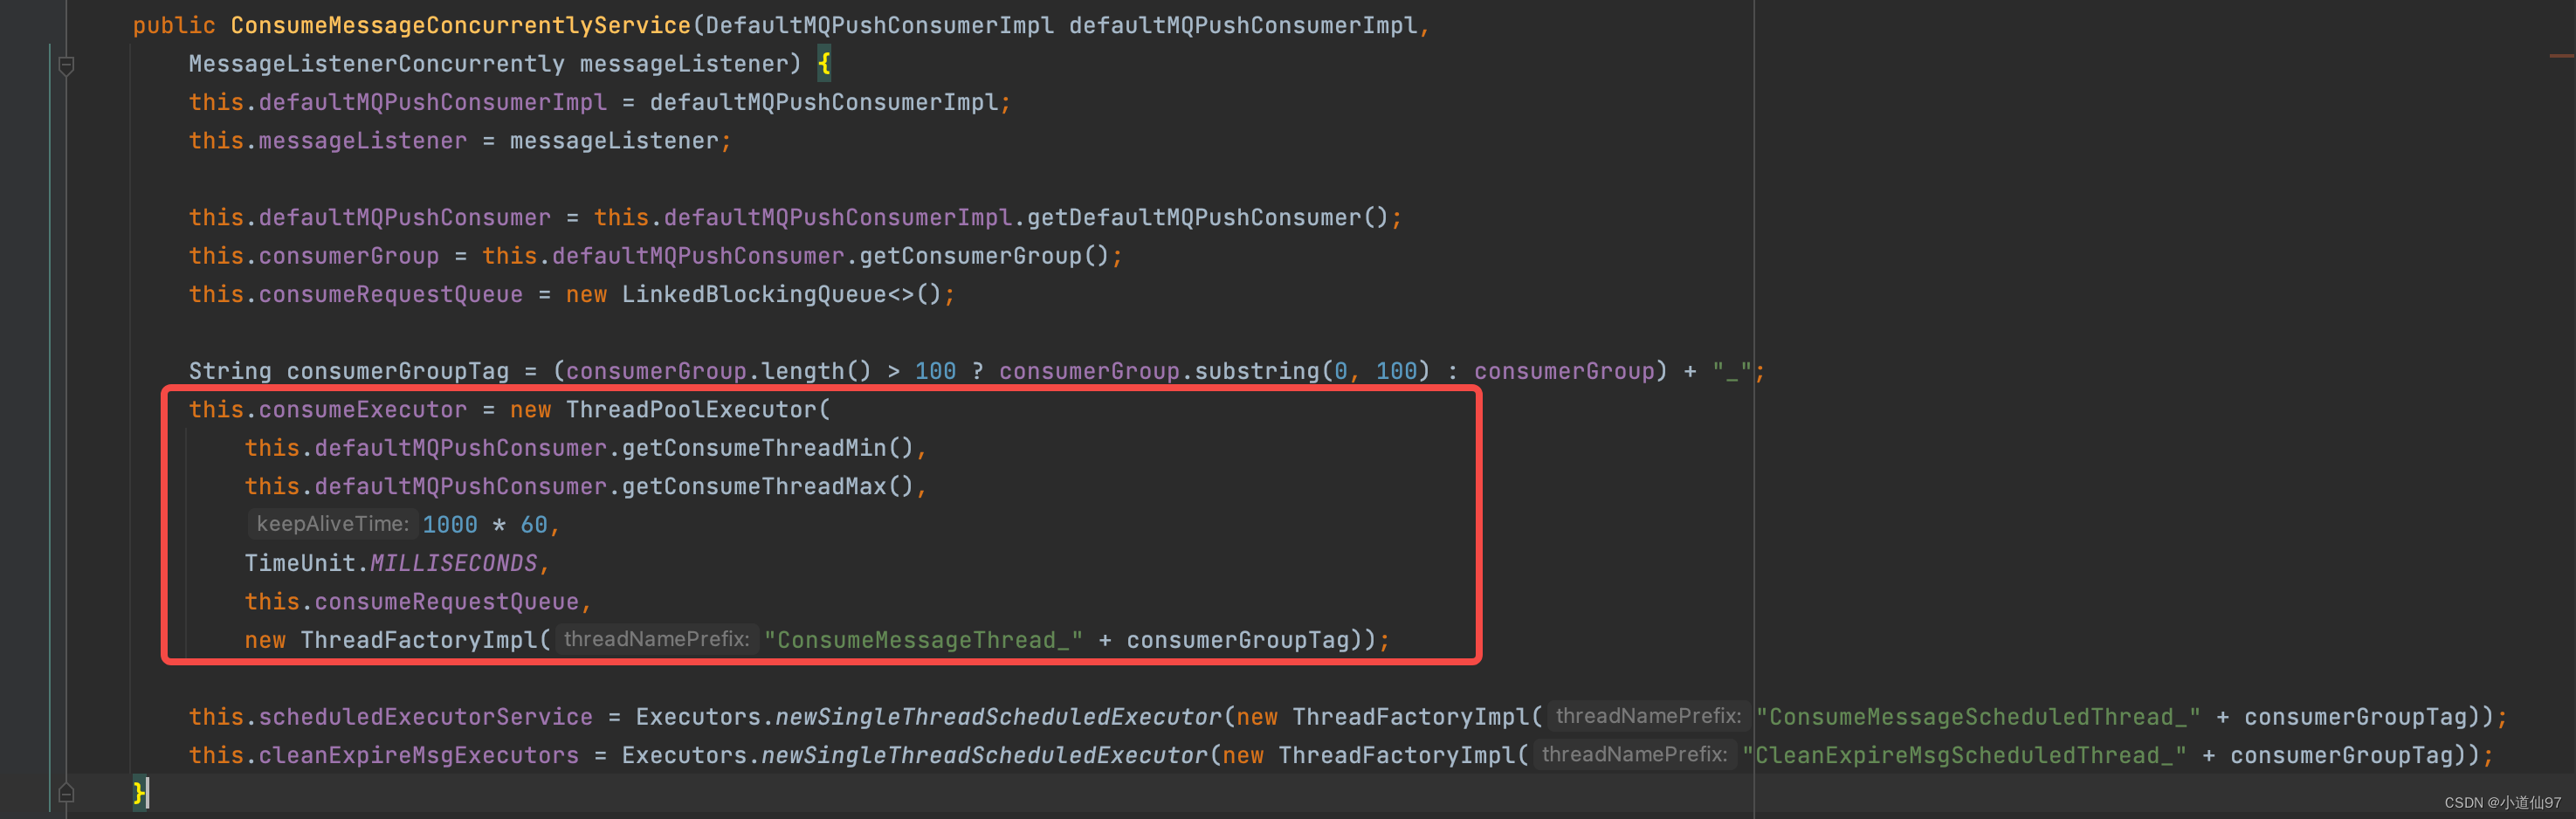 public ConsumeMessageConcurrentlyService(DefaultMQPushConsumerImpl defaultMQPushConsumerImpl,
    MessageListenerConcurrently messageListener) {
    this.defaultMQPushConsumerImpl = defaultMQPushConsumerImpl;
    this.messageListener = messageListener;

    this.defaultMQPushConsumer = this.defaultMQPushConsumerImpl.getDefaultMQPushConsumer();
    this.consumerGroup = this.defaultMQPushConsumer.getConsumerGroup();
    this.consumeRequestQueue = new LinkedBlockingQueue<>();

    String consumerGroupTag = (consumerGroup.length() > 100 ? consumerGroup.substring(0, 100) : consumerGroup) + "_";
    this.consumeExecutor = new ThreadPoolExecutor(
        this.defaultMQPushConsumer.getConsumeThreadMin(),
        this.defaultMQPushConsumer.getConsumeThreadMax(),
        keepAliveTime: 1000 * 60,
        TimeUnit.MILLISECONDS,
        this.consumeRequestQueue,
        new ThreadFactoryImpl( threadNamePrefix: "ConsumeMessageThread_" + consumerGroupTag));

    this.scheduledExecutorService = Executors.newSingleThreadScheduledExecutor(new ThreadFactoryImpl( threadNamePrefix: "ConsumeMessageScheduledThread_" + consumerGroupTag));
    this.cleanExpireMsgExecutors = Executors.newSingleThreadScheduledExecutor(new ThreadFactoryImpl( threadNamePrefix: "CleanExpireMsgScheduledThread_" + consumerGroupTag));
}
CSDN @小道仙97